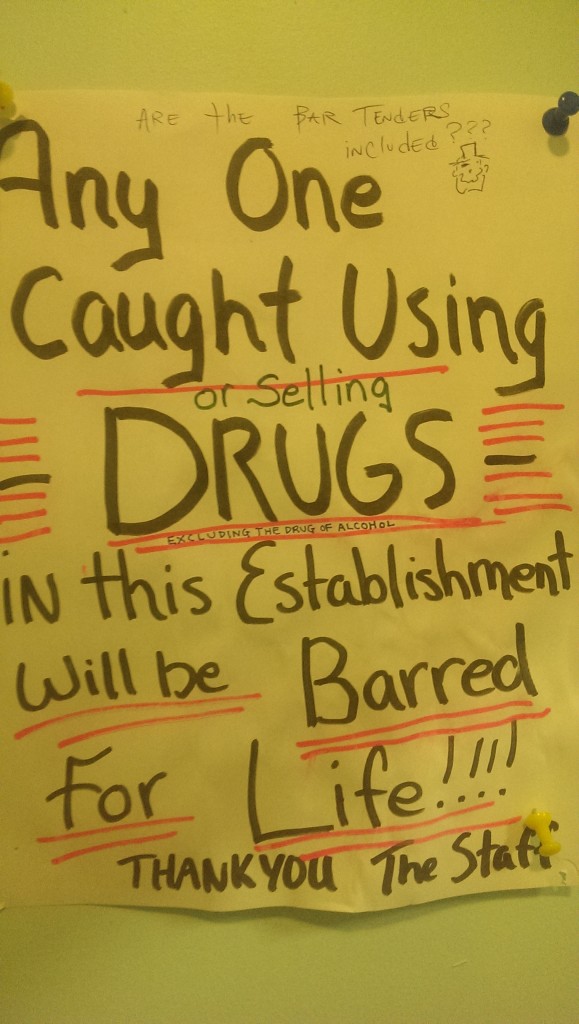 ARE the BAR TENDERS
included ???
Any One
Caught Using
or Selling
DRUGS
EXCLUDING THE DRUG OF ALCOHOL
iN this Establishment
Will be Barred
For Life!!!!
THANKYOU The Staff